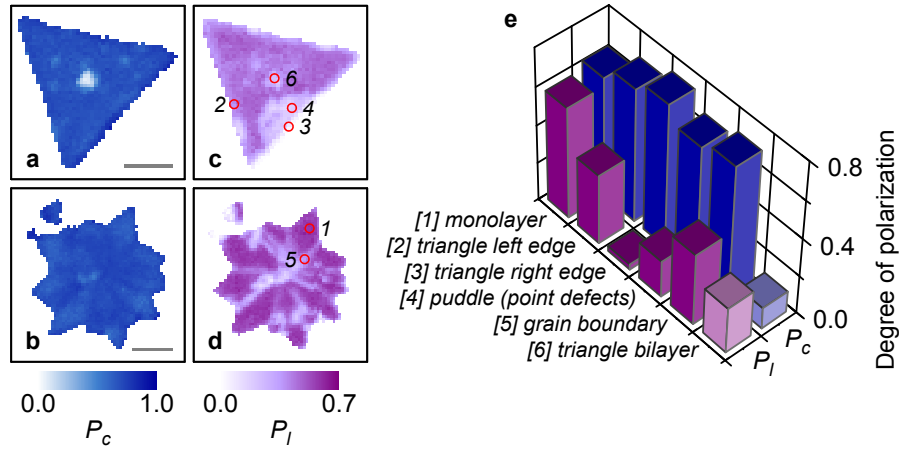 a
c
6
2
4
3
b
d
1
5
0.0 1.0
P_c
0.0 0.7
P_l
e
[1] monolayer
[2] triangle left edge
[3] triangle right edge
[4] puddle (point defects)
[5] grain boundary
[6] triangle bilayer
P_l
P_c
0.0
0.4
0.8
Degree of polarization